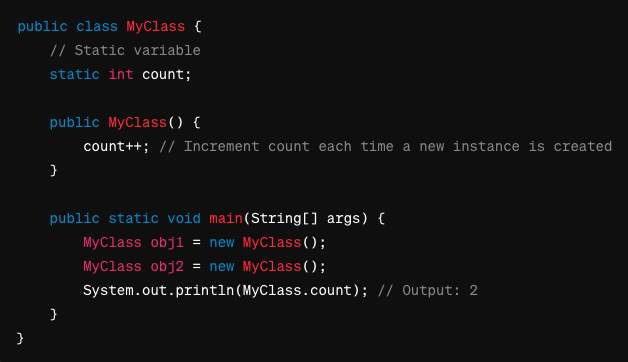 public class MyClass {
    // Static variable
    static int count;

    public MyClass() {
        count++; // Increment count each time a new instance is created
    }

    public static void main(String[] args) {
        MyClass obj1 = new MyClass();
        MyClass obj2 = new MyClass();
        System.out.println(MyClass.count); // Output: 2
    }
}